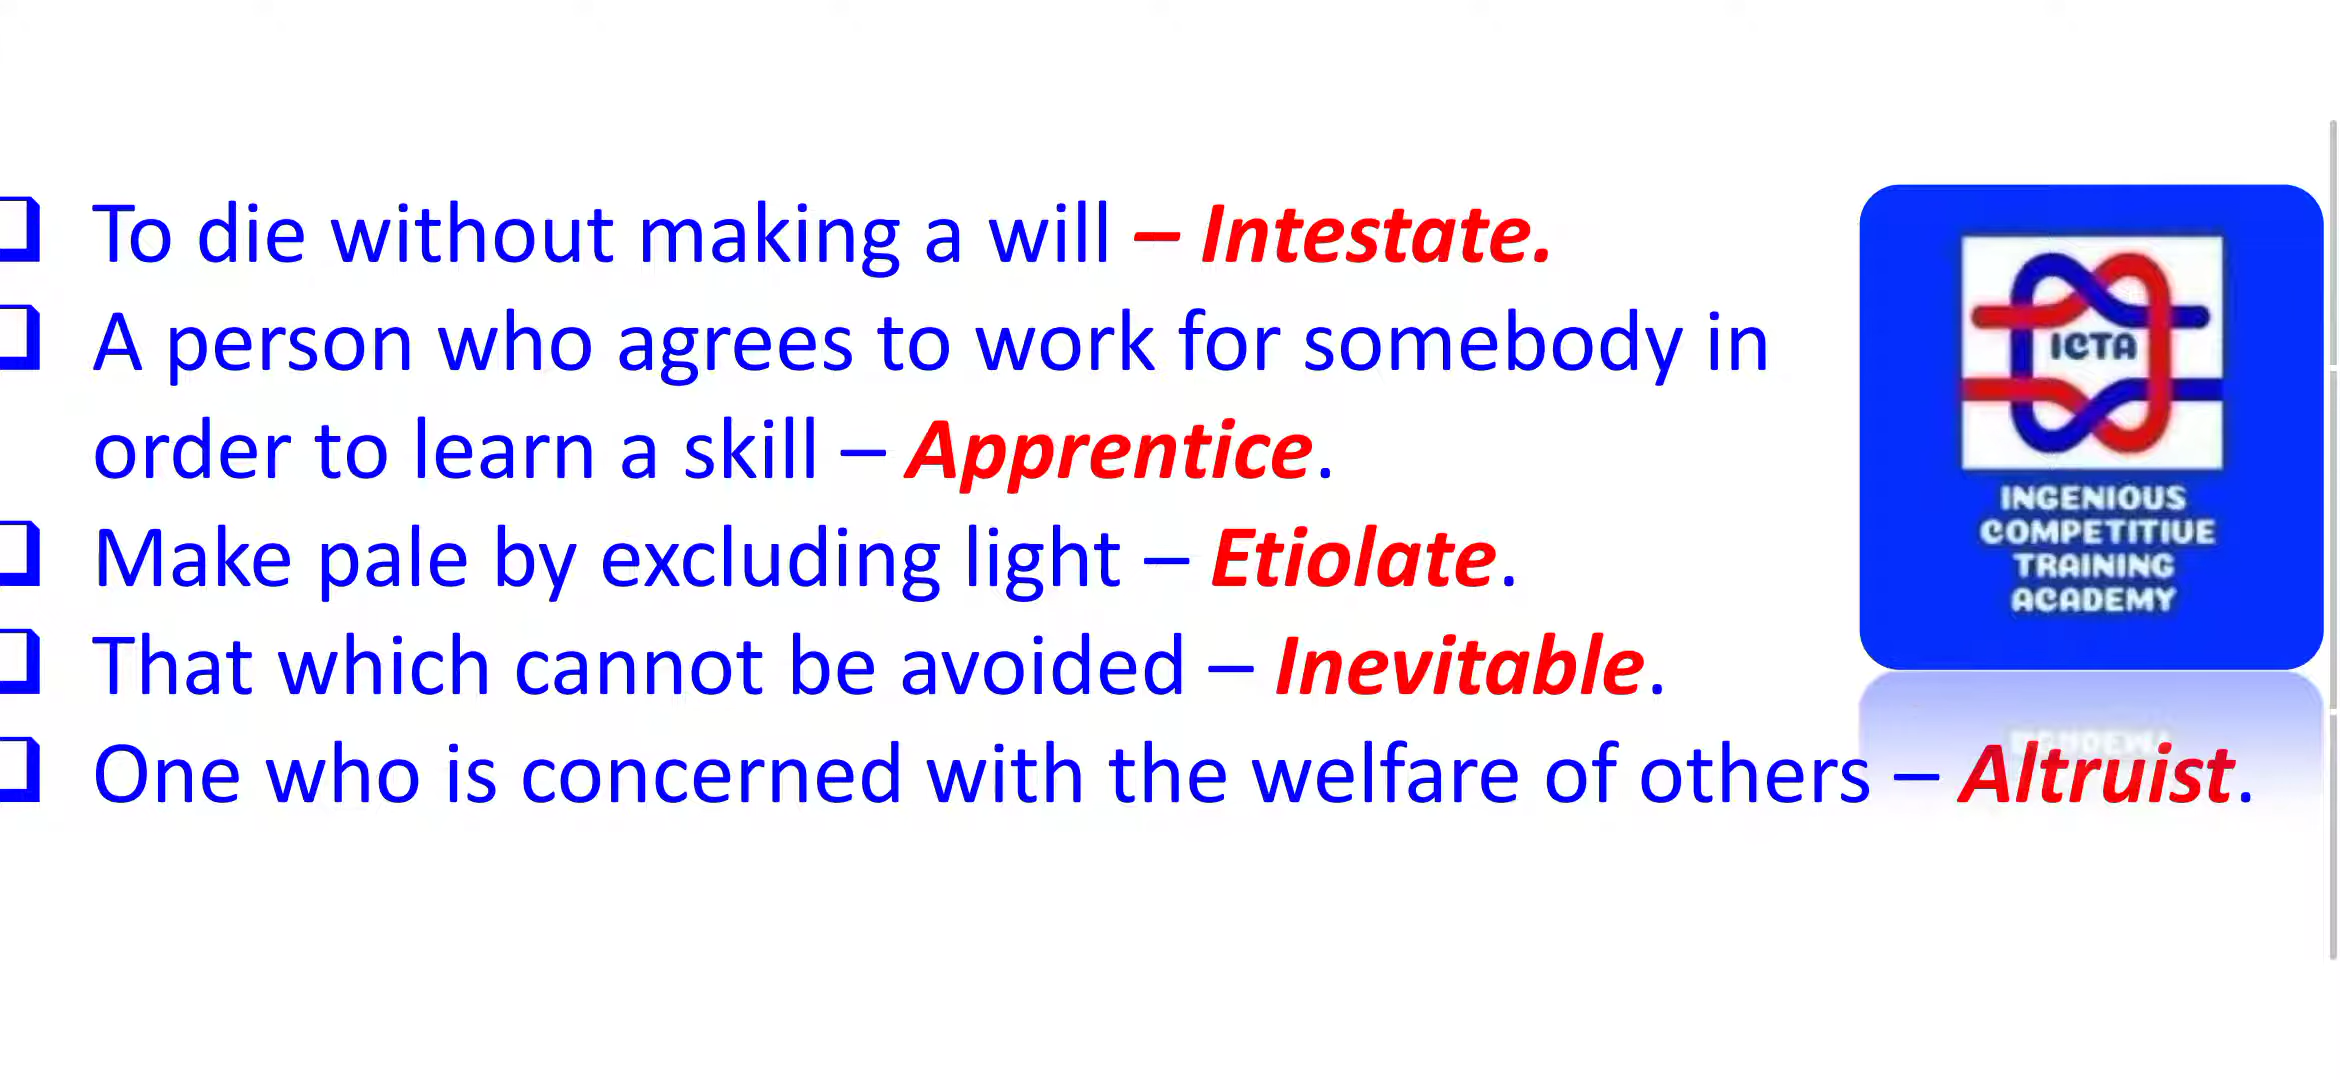 To die without making a will – Intestate.
A person who agrees to work for somebody in
order to learn a skill – Apprentice.
Make pale by excluding light – Etiolate.
That which cannot be avoided – Inevitable.
One who is concerned with the welfare of others – Altruist.
ICTA
INGENIOUS
COMPETITIVE
TRAINING
ACADEMY